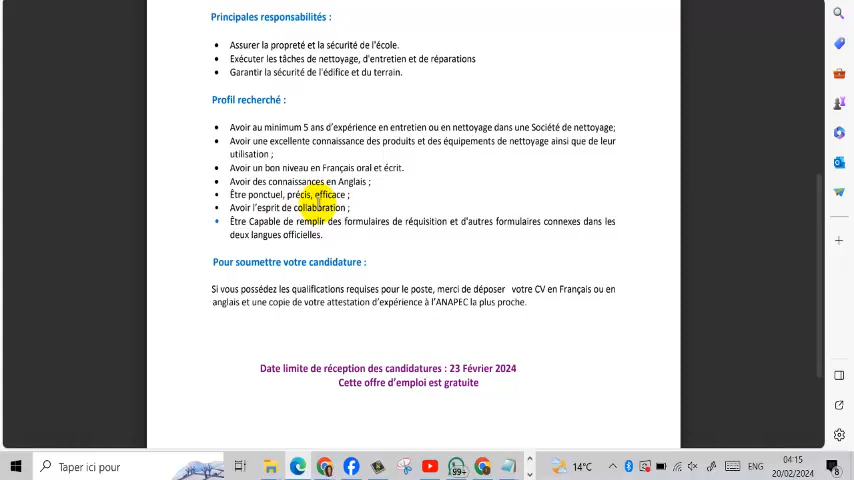 Principales responsabilités :
Assurer la propreté et la sécurité de l'école.
Exécuter les tâches de nettoyage, d'entretien et de réparations
Garantir la sécurité de l'édifice et du terrain.
Profil recherché :
Avoir au minimum 5 ans d'expérience en entretien ou en nettoyage dans une Société de nettoyage;
Avoir une excellente connaissance des produits et des équipements de nettoyage ainsi que de leur
utilisation ;
Avoir un bon niveau en Français oral et écrit.
Avoir des connaissances en Anglais ;
Être ponctuel, précis, efficace ;
Avoir l'esprit de collaboration ;
Être Capable de remplir des formulaires de réquisition et d'autres formulaires connexes dans les
deux langues officielles.
Pour soumettre votre candidature :
Si vous possédez les qualifications requises pour le poste, merci de déposer votre CV en Français ou en
anglais et une copie de votre attestation d'expérience à l'ANAPEC la plus proche.
Date limite de réception des candidatures : 23 Février 2024
Cette offre d'emploi est gratuite
Taper ici pour
99+
14°C
ENG
04:15
20/02/2024
8